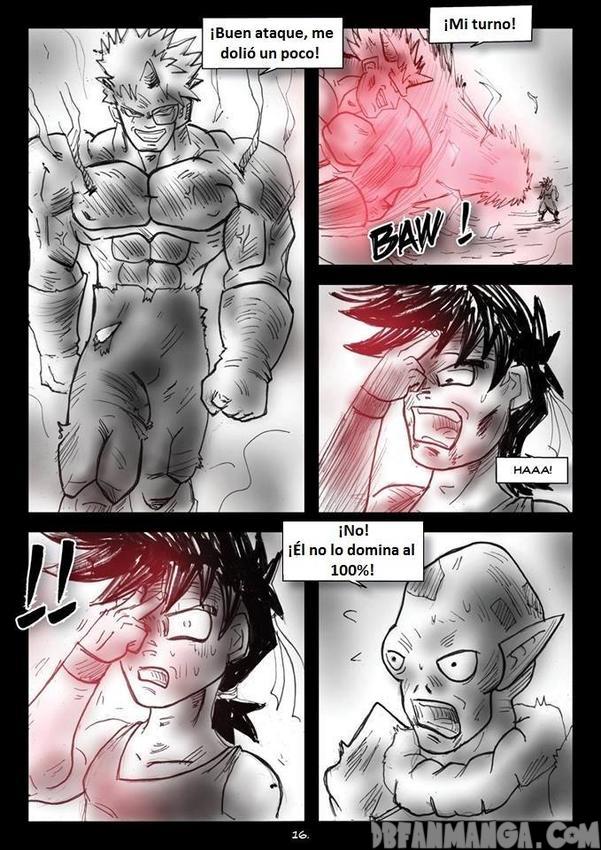 ¡Buen ataque, me
dolió un poco!
¡Mi turno!
BAW !
HAAA!
!!
¡No!
¡Él no lo domina al
100%!
16.
DBFANMANGA.COM